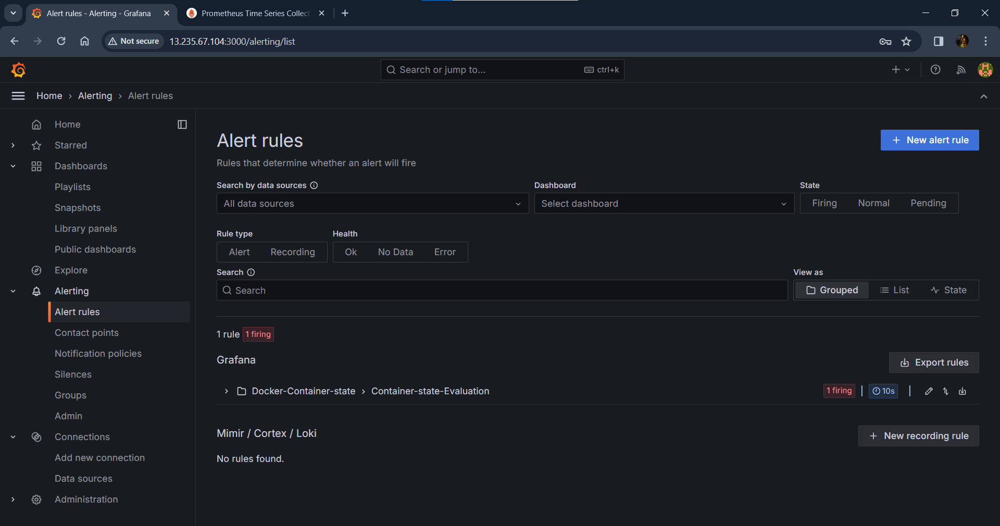 Alert rules - Alerting - Grafana
Prometheus Time Series Collect
Not secure
13.235.67.104:3000/alerting/list
Search or jump to...
ctrl+k
Home › Alerting › Alert rules
Home
Starred
Dashboards
Playlists
Snapshots
Library panels
Public dashboards
Explore
Alerting
Alert rules
Contact points
Notification policies
Silences
Groups
Admin
Connections
Add new connection
Data sources
Administration
Alert rules
New alert rule
Rules that determine whether an alert will fire
Search by data sources
Dashboard
State
All data sources
Select dashboard
Firing Normal Pending
Rule type
Health
Alert Recording
Ok No Data Error
Search
View as
Search
Grouped List State
1 rule 1 firing
Grafana
Export rules
Docker-Container-state › Container-state-Evaluation
1 firing | 10s |
Mimir / Cortex / Loki
New recording rule
No rules found.